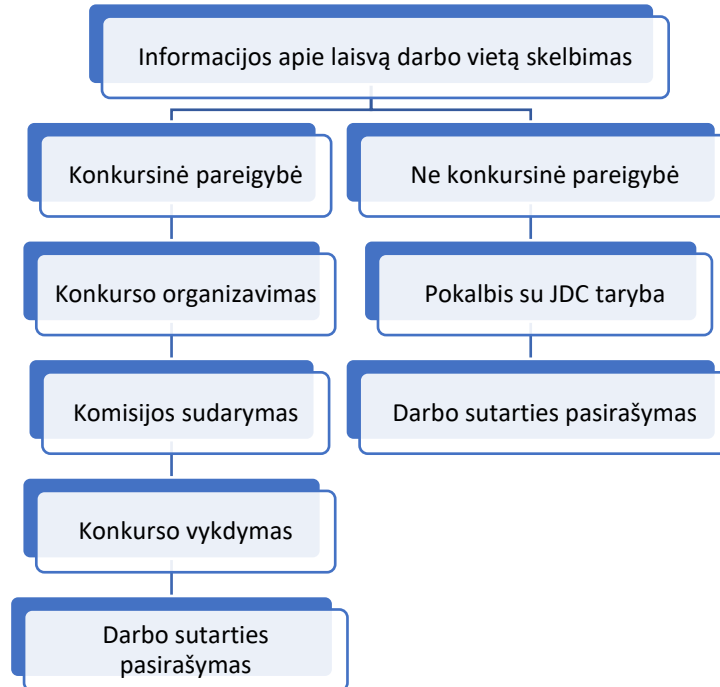 Informacijos apie laisvą darbo vietą skelbimas
Konkursinė pareigybė
Ne konkursinė pareigybė
Konkurso organizavimas
Pokalbis su JDC taryba
Komisijos sudarymas
Darbo sutarties pasirašymas
Konkurso vykdymas
Darbo sutarties
pasirašymas